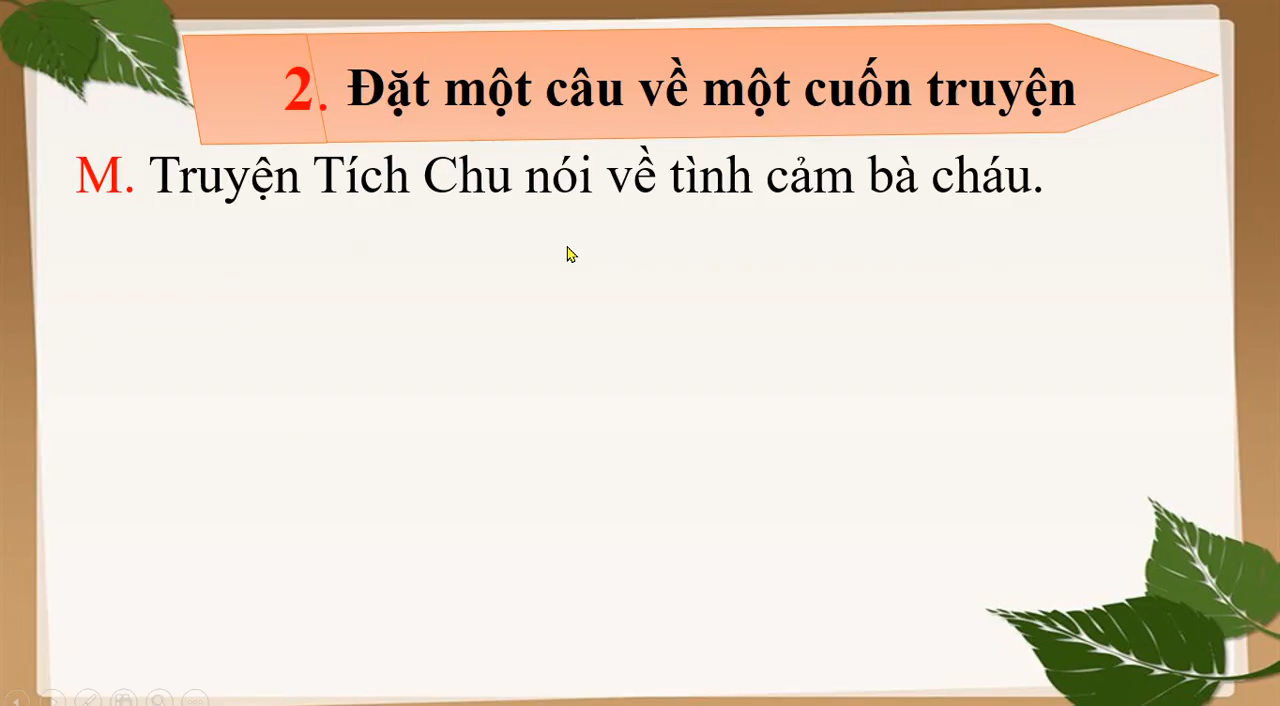 2. Đặt một câu về một cuốn truyện
M. Truyện Tích Chu nói về tình cảm bà cháu.